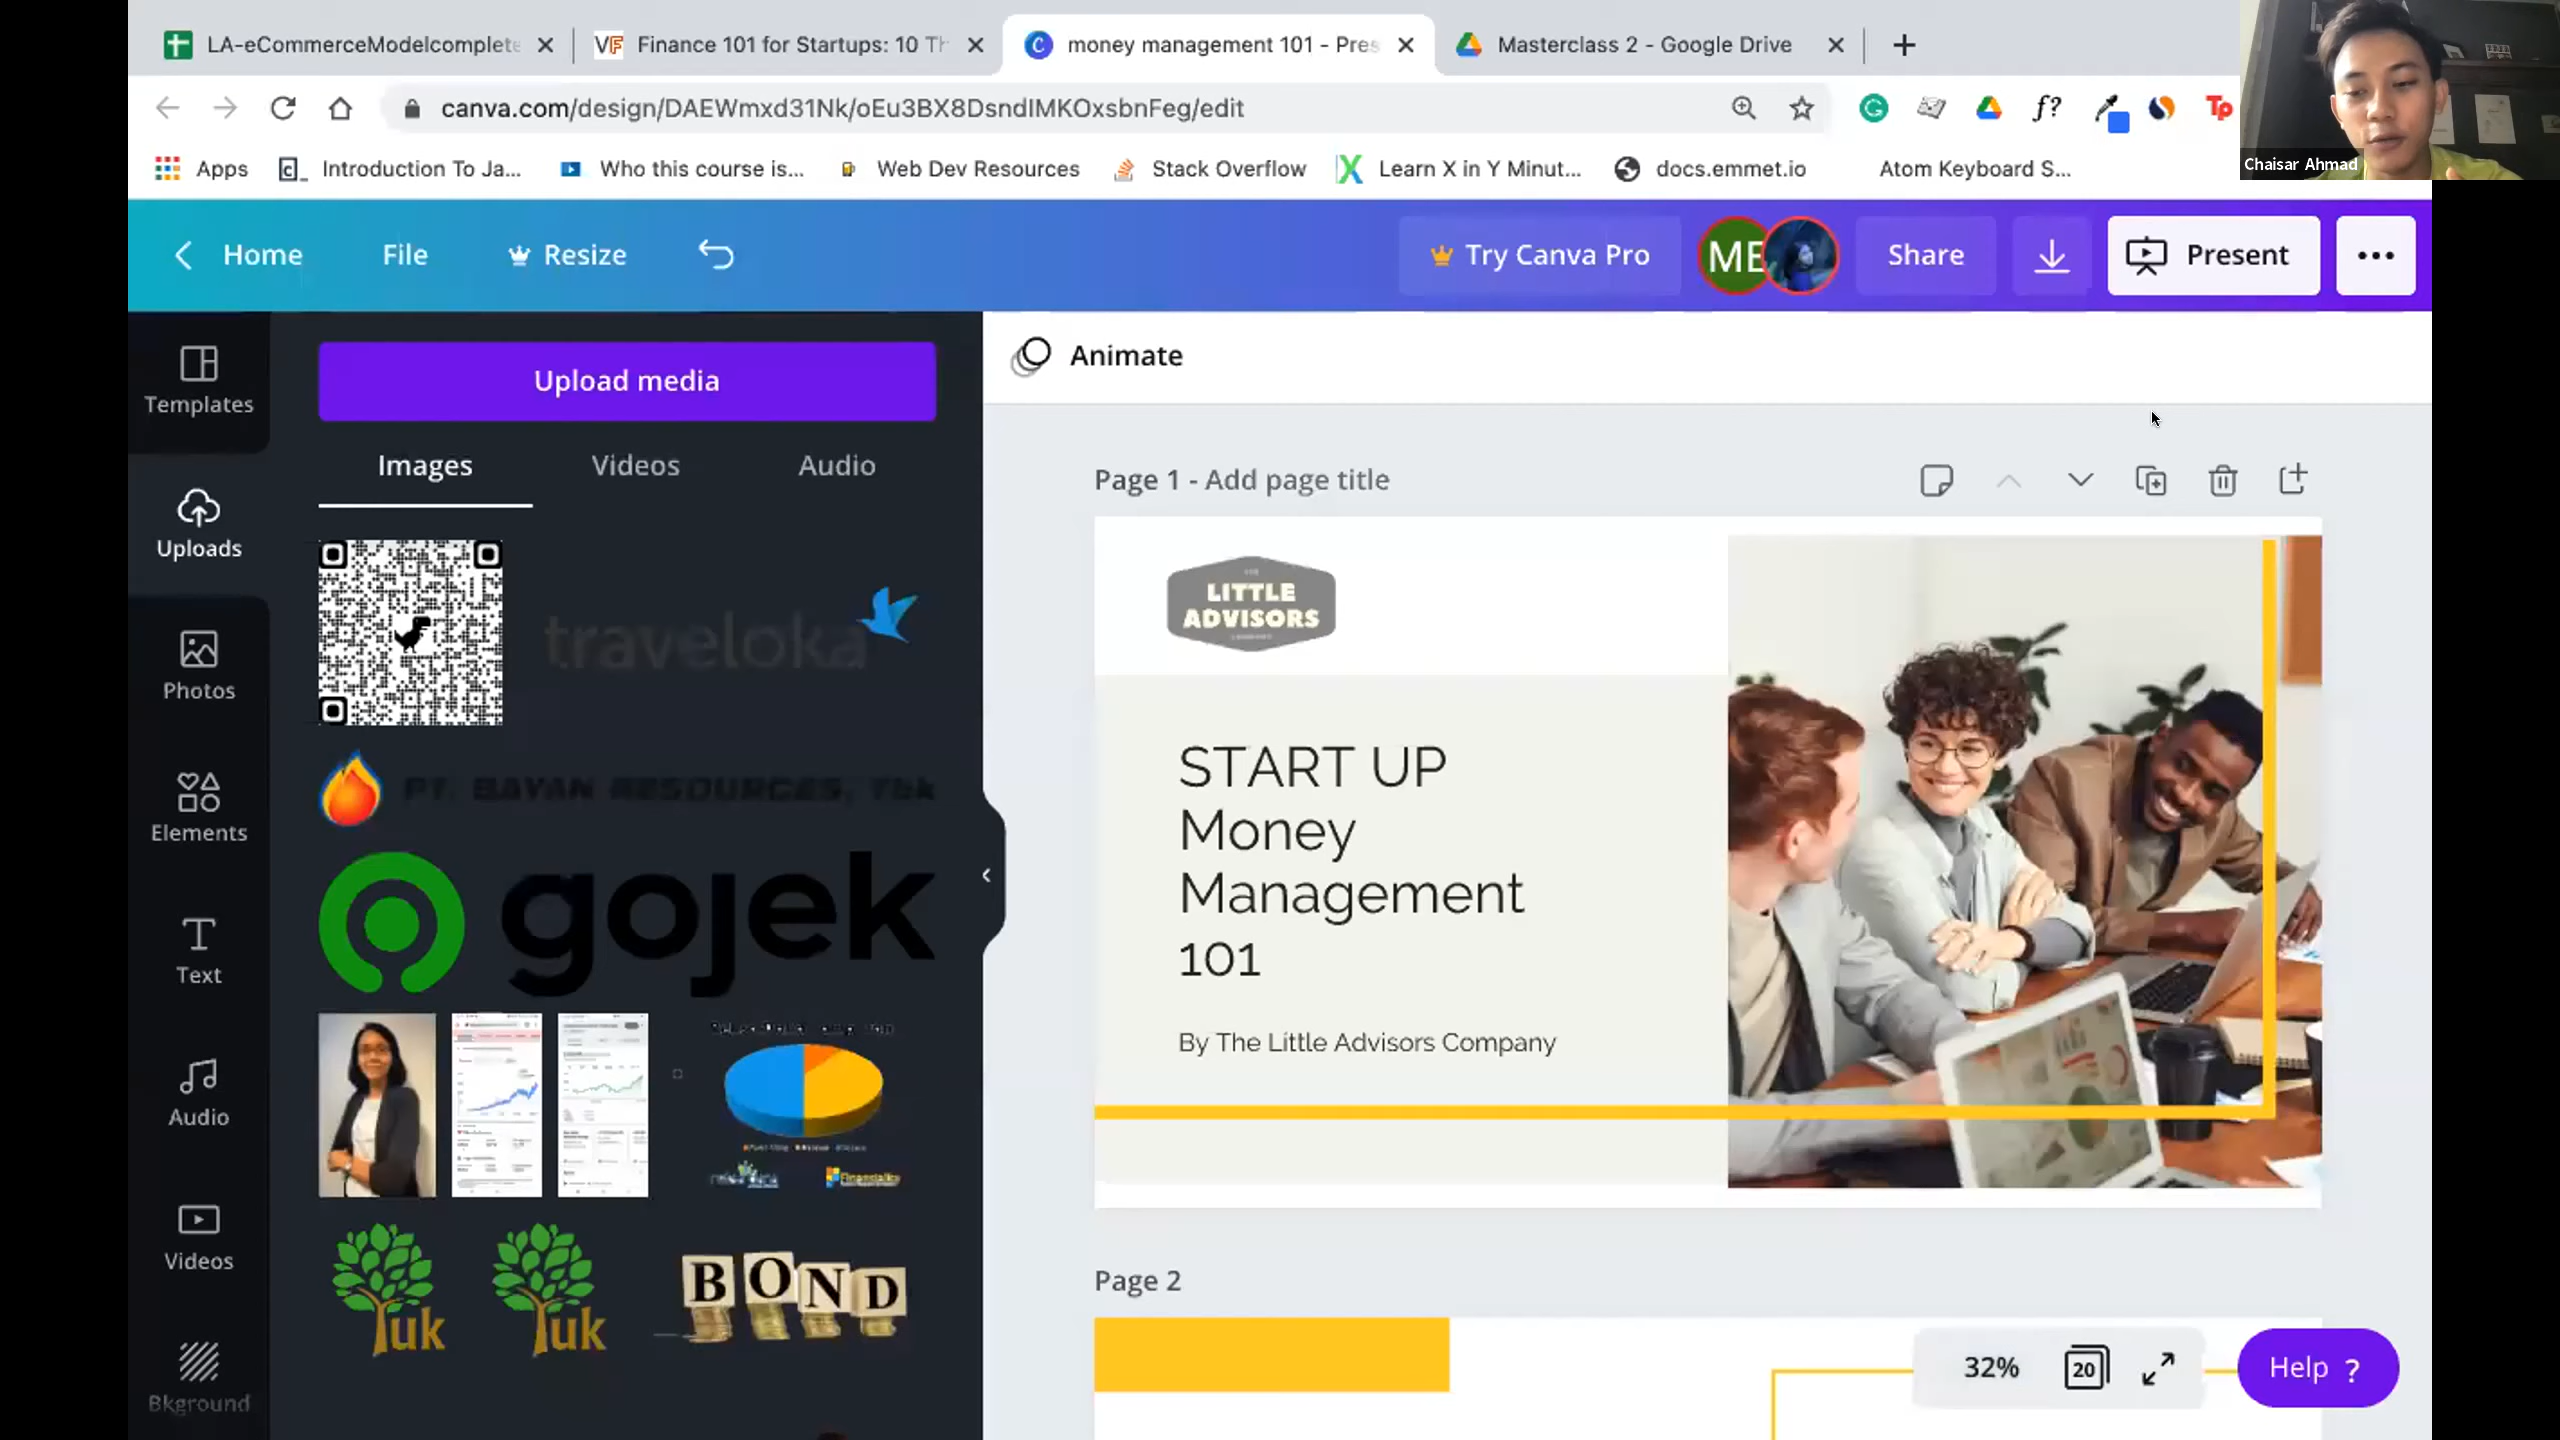 LA-eCommerceModelcomplete
Finance 101 for Startups: 10 Th
money management 101 - Pres
Masterclass 2 - Google Drive
canva.com/design/DAEWmxd31Nk/oEu3BX8DsndIMKOxsbnFeg/edit
Chaisar Ahmad
Apps
Introduction To Ja...
Who this course is...
Web Dev Resources
Stack Overflow
Learn X in Y Minut...
docs.emmet.io
Atom Keyboard S...
Home
File
Resize
Try Canva Pro
ME
Share
Present
Templates
Uploads
Photos
Elements
Text
Audio
Videos
Bkground
Upload media
Images
Videos
Audio
traveloka
PT. BAYAN RESOURCES, Tbk
gojek
Tuk
Tuk
BOND
Animate
Page 1 - Add page title
LITTLE
ADVISORS
START UP
Money
Management
101
By The Little Advisors Company
Page 2
32%
20
Help ?